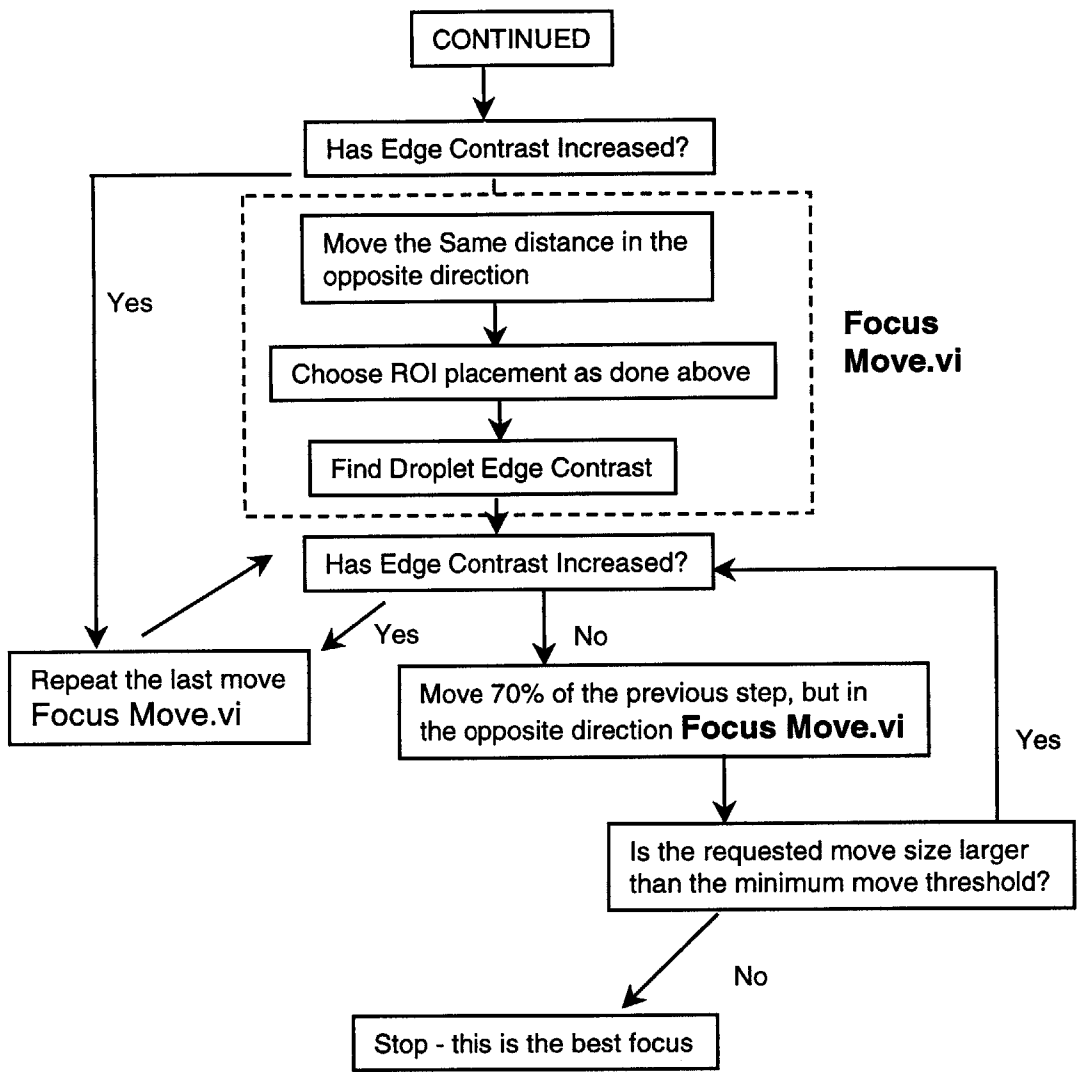 CONTINUED
Has Edge Contrast Increased?
Move the Same distance in the
opposite direction
Yes
Focus
Move.vi
Choose ROI placement as done above
Find Droplet Edge Contrast
Has Edge Contrast Increased?
Yes
No
Repeat the last move
Focus Move.vi
Move 70% of the previous step, but in
the opposite direction Focus Move.vi
Yes
Is the requested move size larger
than the minimum move threshold?
No
Stop - this is the best focus